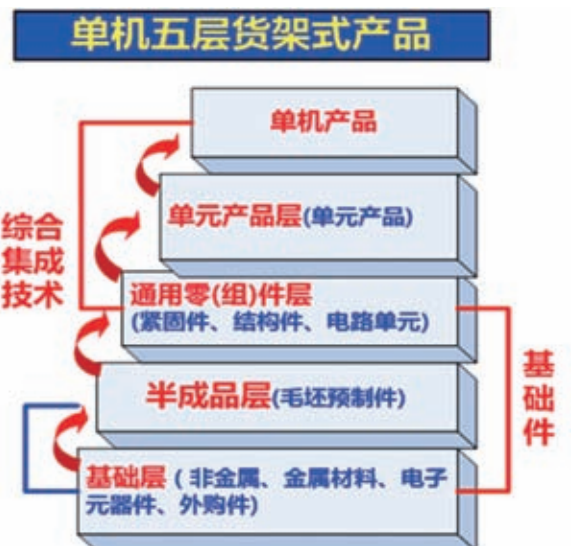 单机五层货架式产品
单机产品
单元产品层(单元产品)
综合
集成
技术
通用零(组)件层
(紧固件、结构件、电路单元)
半成品层(毛坯预制件)
基
础
件
基础层（非金属、金属材料、电子
元器件、外购件)